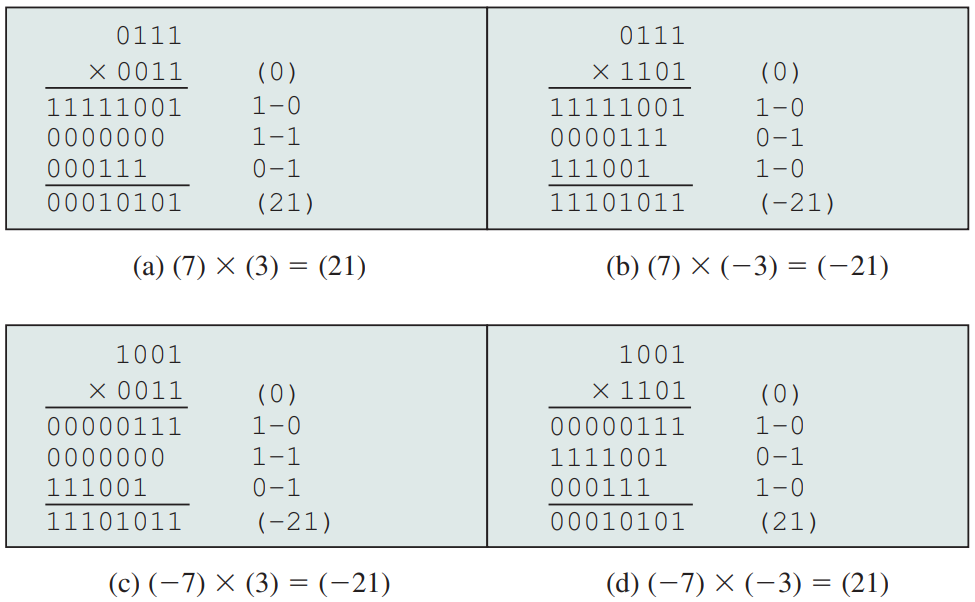 0111
× 0011 (0)
11111001 1–0
0000000 1–1
000111 0–1
00010101 (21)
0111
× 1101 (0)
11111001 1–0
0000111 0–1
111001 1–0
11101011 (–21)
(a) (7) × (3) = (21)
(b) (7) × (−3) = (−21)
1001
× 0011 (0)
00000111 1–0
0000000 1–1
111001 0–1
11101011 (–21)
1001
× 1101 (0)
00000111 1–0
1111001 0–1
000111 1–0
00010101 (21)
(c) (−7) × (3) = (−21)
(d) (−7) × (−3) = (21)